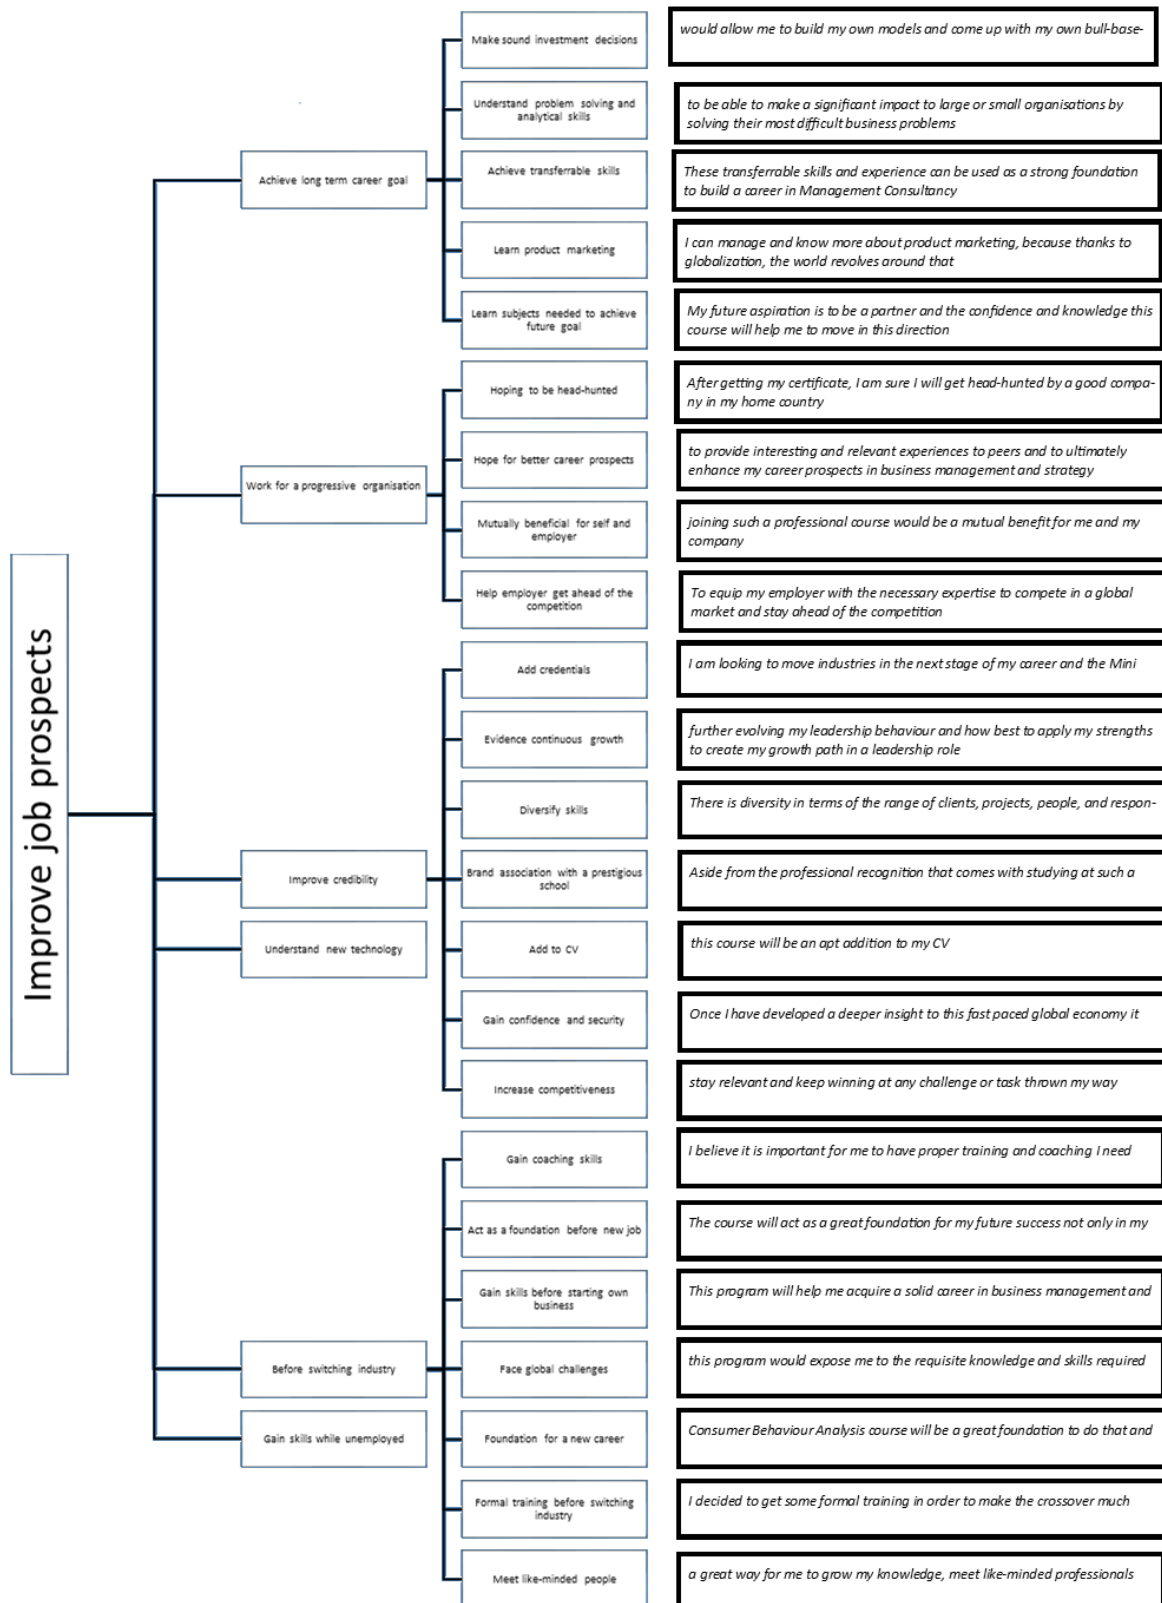 Improve job prospects
Achieve long term career goal
Make sound investment decisions
would allow me to build my own models and come up with my own bull-base-
Understand problem solving and
analytical skills
to be able to make a significant impact to large or small organisations by
solving their most difficult business problems
Achieve transferrable skills
These transferrable skills and experience can be used as a strong foundation
to build a career in Management Consultancy
Learn product marketing
I can manage and know more about product marketing, because thanks to
globalization, the world revolves around that
Learn subjects needed to achieve
future goal
My future aspiration is to be a partner and the confidence and knowledge this
course will help me to move in this direction
Work for a progressive organisation
Hoping to be head-hunted
After getting my certificate, I am sure I will get head-hunted by a good compa-
ny in my home country
Hope for better career prospects
to provide interesting and relevant experiences to peers and to ultimately
enhance my career prospects in business management and strategy
Mutually beneficial for self and
employer
joining such a professional course would be a mutual benefit for me and my
company
Help employer get ahead of the
competition
To equip my employer with the necessary expertise to compete in a global
market and stay ahead of the competition
Improve credibility
Understand new technology
Add credentials
I am looking to move industries in the next stage of my career and the Mini
Evidence continuous growth
further evolving my leadership behaviour and how best to apply my strengths
to create my growth path in a leadership role
Diversify skills
There is diversity in terms of the range of clients, projects, people, and respon-
Brand association with a prestigious
school
Aside from the professional recognition that comes with studying at such a
Add to CV
this course will be an apt addition to my CV
Gain confidence and security
Once I have developed a deeper insight to this fast paced global economy it
Increase competitiveness
stay relevant and keep winning at any challenge or task thrown my way
Before switching industry
Gain skills while unemployed
Gain coaching skills
I believe it is important for me to have proper training and coaching I need
Act as a foundation before new job
The course will act as a great foundation for my future success not only in my
Gain skills before starting own
business
This program will help me acquire a solid career in business management and
Face global challenges
this program would expose me to the requisite knowledge and skills required
Foundation for a new career
Consumer Behaviour Analysis course will be a great foundation to do that and
Formal training before switching
industry
I decided to get some formal training in order to make the crossover much
Meet like-minded people
a great way for me to grow my knowledge, meet like-minded professionals